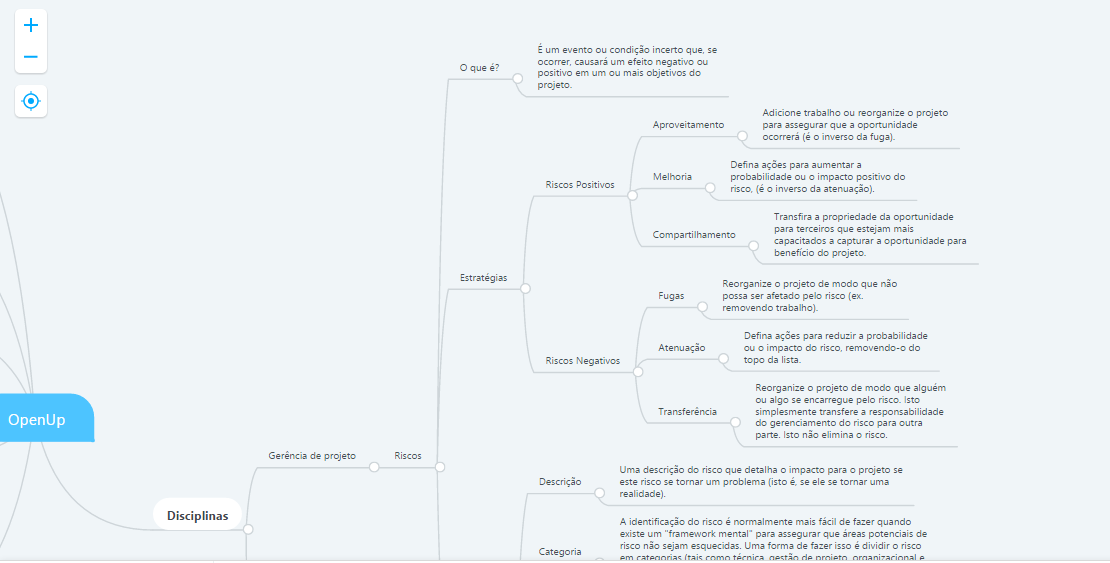 O que é?
É um evento ou condição incerto que, se
ocorrer, causará um efeito negativo ou
positivo em um ou mais objetivos do
projeto.
Estratégias
Riscos Positivos
Aproveitamento
Adicione trabalho ou reorganize o projeto
para assegurar que a oportunidade
ocorrerá (é o inverso da fuga).
Melhoria
Defina ações para aumentar a
probabilidade ou o impacto positivo do
risco, (é o inverso da atenuação).
Compartilhamento
Transfira a propriedade da oportunidade
para terceiros que estejam mais
capacitados a capturar a oportunidade para
benefício do projeto.
Riscos Negativos
Fugas
Reorganize o projeto de modo que não
possa ser afetado pelo risco (ex.
removendo trabalho).
Atenuação
Defina ações para reduzir a probabilidade
ou o impacto do risco, removendo-o do
topo da lista.
Transferência
Reorganize o projeto de modo que alguém
ou algo se encarregue pelo risco. Isto
simplesmente transfere a responsabilidade
do gerenciamento do risco para outra
parte. Isto não elimina o risco.
OpenUp
Disciplinas
Gerência de projeto
Riscos
Descrição
Uma descrição do risco que detalha o impacto para o projeto se
este risco se tornar um problema (isto é, se ele se tornar uma
realidade).
Categoria
A identificação do risco é normalmente mais fácil de fazer quando
existe um "framework mental" para assegurar que áreas potenciais de
risco não sejam esquecidas. Uma forma de fazer isso é dividir o risco
em categorias (tais como técnica, gestão de projeto, organizacional e